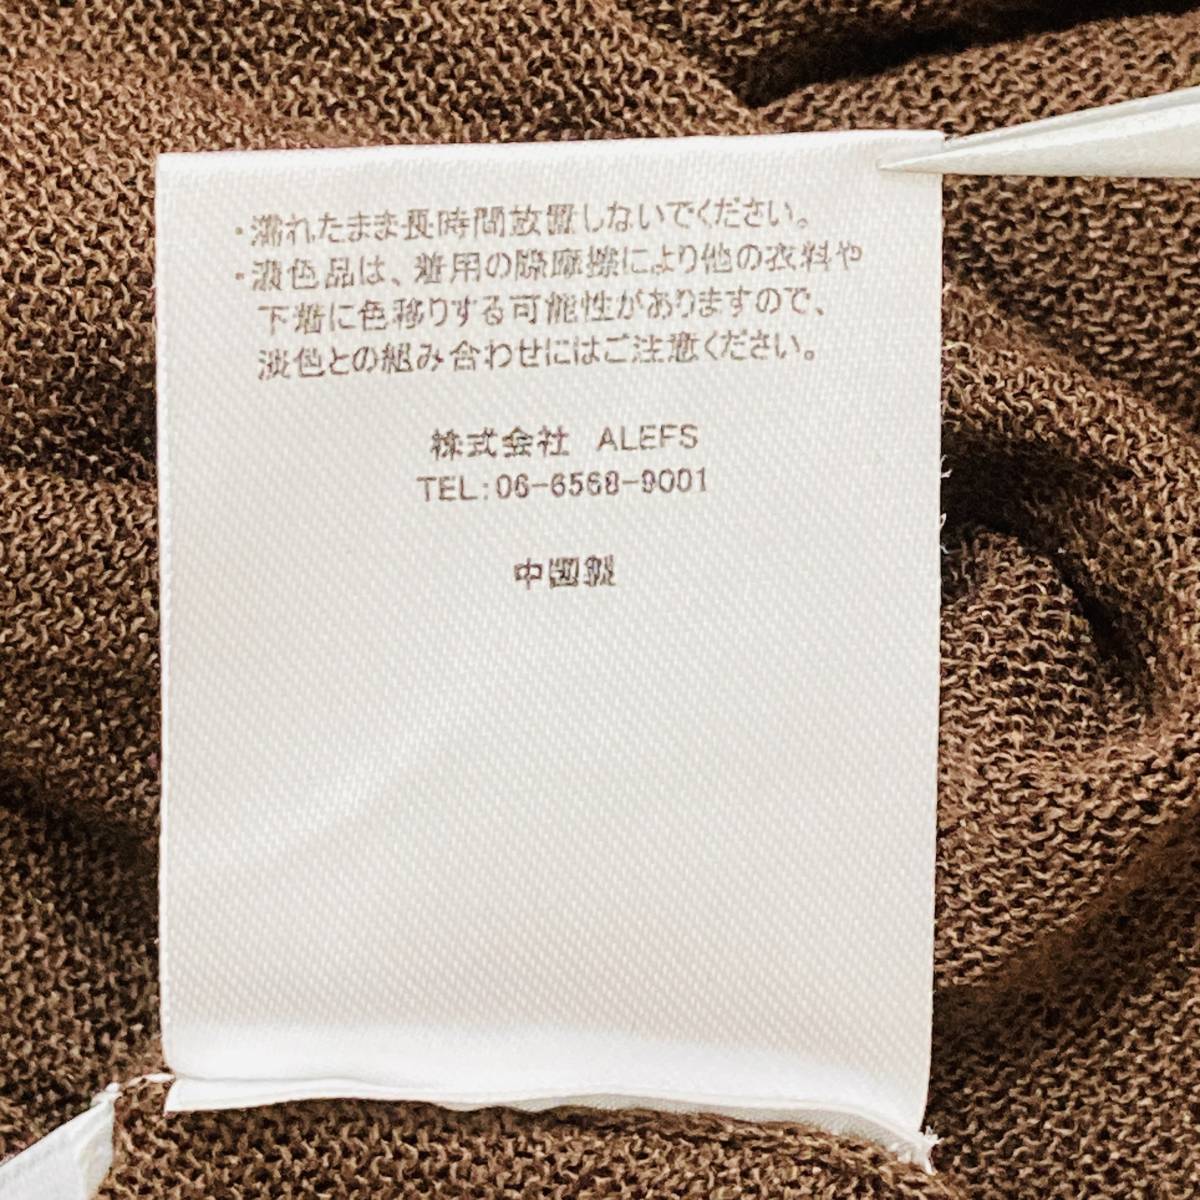 ・濡れたまま長時間放置しないでください。
・濃色品は、着用の際摩擦により他の衣料や
下着に色移りする可能性がありますので、
淡色との組み合わせにはご注意ください。
株式会社 ALEFS
TEL:06-6568-9001
中国製